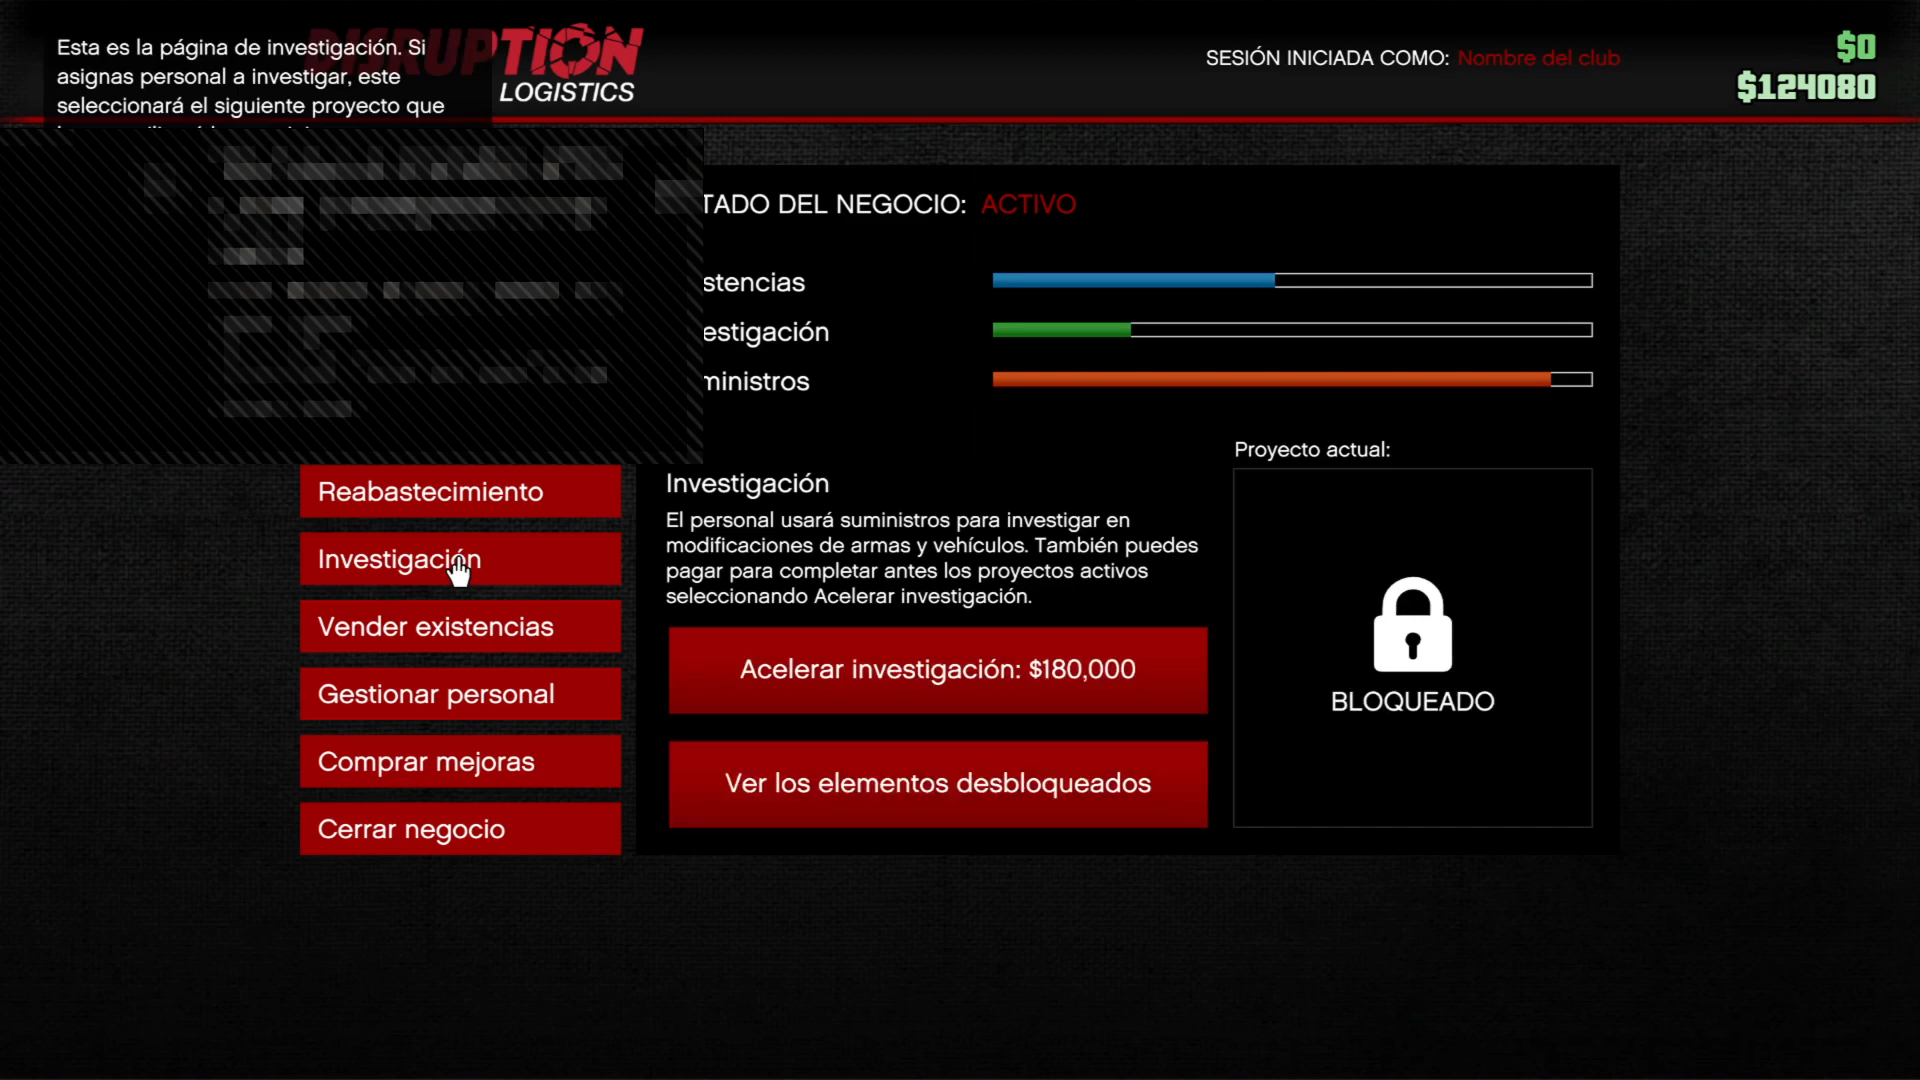 Esta es la página de investigación. Si
asignas personal a investigar, este
seleccionará el siguiente proyecto que
DISRUPTION
LOGISTICS
SESIÓN INICIADA COMO: Nombre del club
$0
$124080
TADO DEL NEGOCIO: ACTIVO
stencias
estigación
ministros
Reabastecimiento
Investigación
Vender existencias
Gestionar personal
Comprar mejoras
Cerrar negocio
Investigación
El personal usará suministros para investigar en
modificaciones de armas y vehículos. También puedes
pagar para completar antes los proyectos activos
seleccionando Acelerar investigación.
Acelerar investigación: $180,000
Ver los elementos desbloqueados
Proyecto actual:
BLOQUEADO